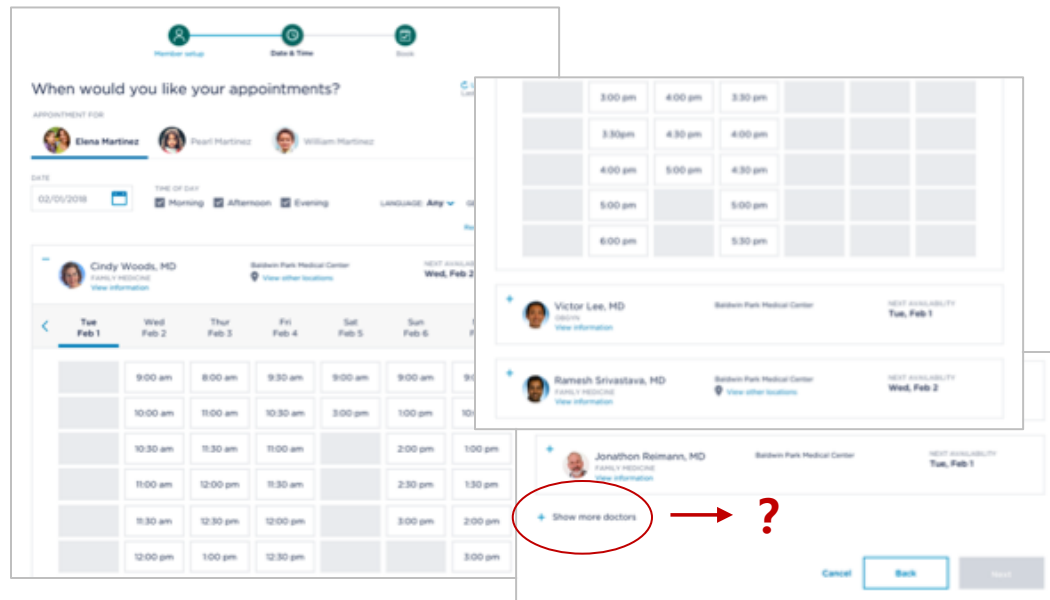 Member setup
Date & Time
Book
When would you like your appointments?
APPOINTMENT FOR
Elena Martinez
Pearl Martinez
William Martinez
DATE
02/01/2018
TIME OF DAY
Morning
Afternoon
Evening
LANGUAGE: Any
Cindy Woods, MD
FAMILY MEDICINE
View information
Baldwin Park Medical Center
View other locations
Wed, Feb 2
Tue Wed Thur Fri Sat Sun
Feb 1 Feb 2 Feb 3 Feb 4 Feb 5 Feb 6
9:00 am 8:00 am 9:30 am 9:00 am 9:00 am
10:00 am 11:00 am 10:30 am 3:00 pm 1:00 pm
10:30 am 11:30 am 11:00 am 2:00 pm 1:00 pm
11:00 am 12:00 pm 11:30 am 2:30 pm 1:30 pm
11:30 am 12:30 pm 12:00 pm 3:00 pm 2:00 pm
12:00 pm 1:00 pm 12:30 pm 3:00 pm
3:00 pm 4:00 pm 3:30 pm
3:30pm 4:30 pm 4:00 pm
4:00 pm 5:00 pm 4:30 pm
5:00 pm 5:00 pm
6:00 pm 5:30 pm
Victor Lee, MD
OBGYN
View information
Baldwin Park Medical Center
NEXT AVAILABILITY
Tue, Feb 1
Ramesh Srivastava, MD
FAMILY MEDICINE
View information
Baldwin Park Medical Center
View other locations
NEXT AVAILABILITY
Wed, Feb 2
Jonathon Reimann, MD
FAMILY MEDICINE
View information
Baldwin Park Medical Center
NEXT AVAILABILITY
Tue, Feb 1
+ Show more doctors
?
Cancel
Back
Next